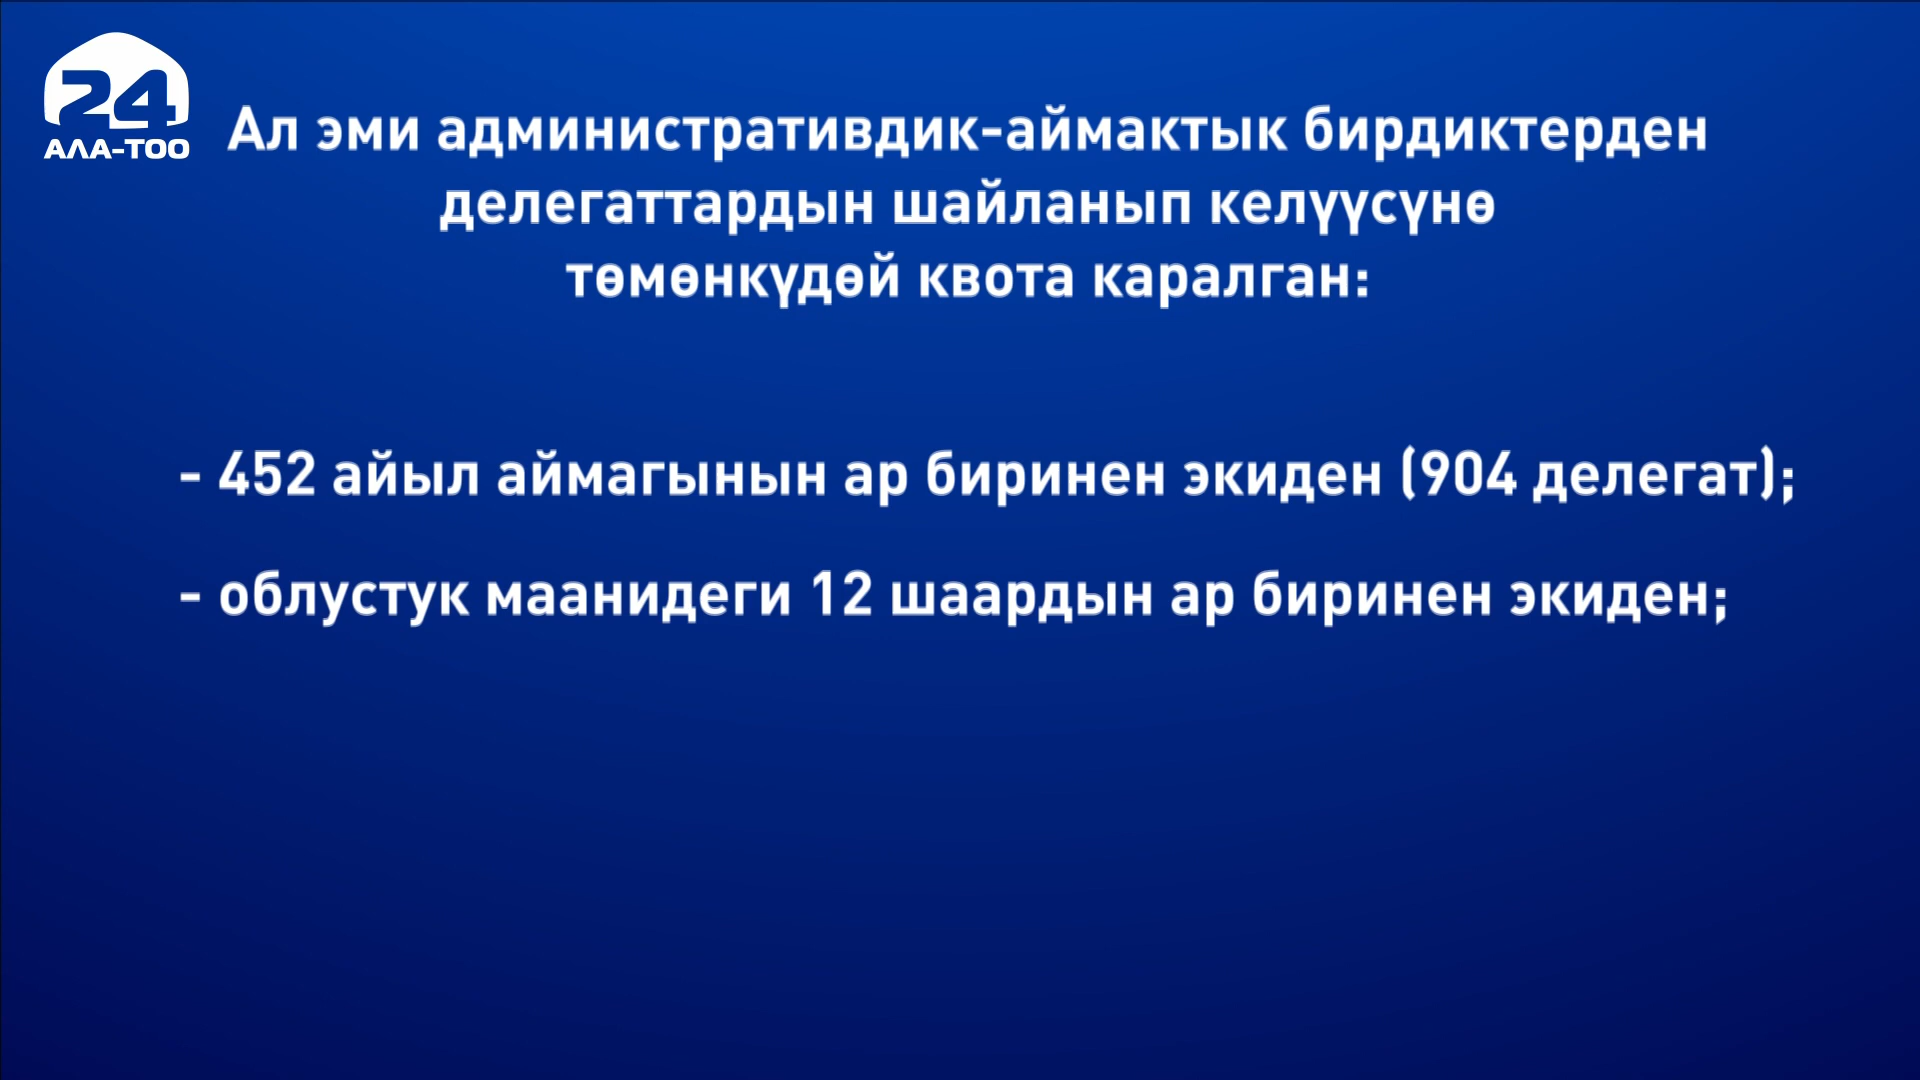 24
АЛА-ТОО
Ал эми административдик-аймактык бирдиктерден
делегаттардын шайланып келүүсүнө
төмөнкүдөй квота каралган:
- 452 айыл аймагынын ар биринен экиден (904 делегат);
- облустук маанидеги 12 шаардын ар биринен экиден;